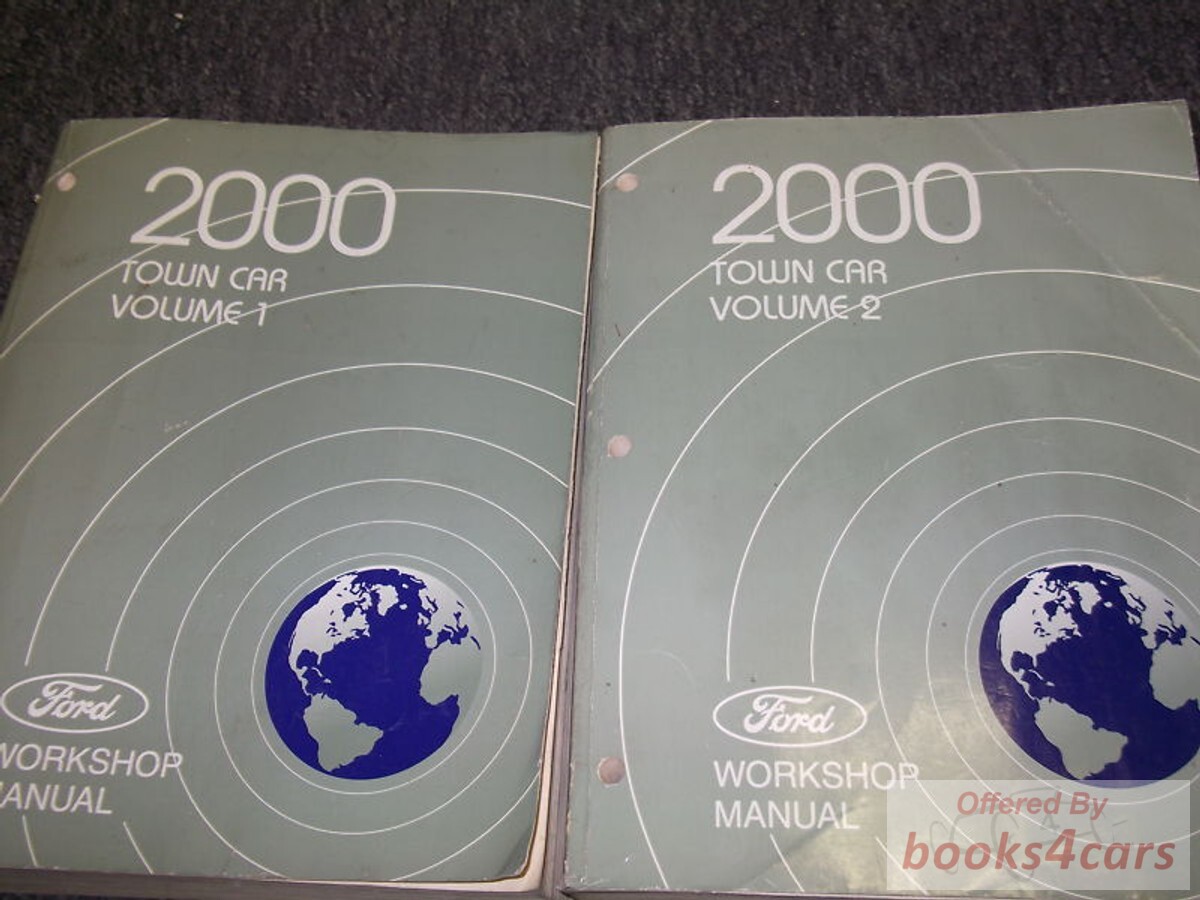 2000
TOWN CAR
VOLUME 1
Ford
WORKSHOP
MANUAL
2000
TOWN CAR
VOLUME 2
Ford
WORKSHOP
MANUAL
Offered By
books4cars